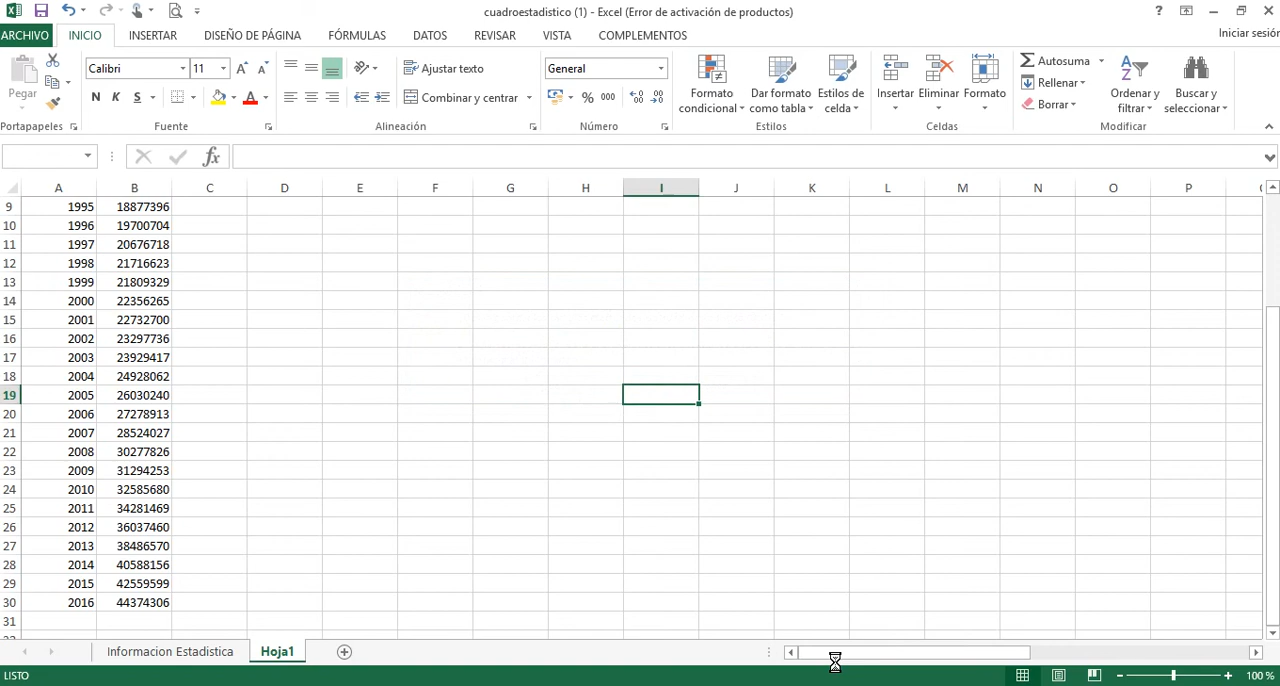 cuadroestadistico (1) - Excel (Error de activación de productos)
?
ARCHIVO INICIO INSERTAR DISEÑO DE PÁGINA FÓRMULAS DATOS REVISAR VISTA COMPLEMENTOS Iniciar sesión
Pegar
Calibri 11
N K S
Ajustar texto
Combinar y centrar
General
% 000
Formato condicional
Dar formato como tabla
Estilos de celda
Insertar
Eliminar
Formato
Autosuma
Rellenar
Borrar
Ordenar y filtrar
Buscar y seleccionar
Portapapeles Fuente Alineación Número Estilos Celdas Modificar
fx
A B C D E F G H I J K L M N O P
9 1995 18877396
10 1996 19700704
11 1997 20676718
12 1998 21716623
13 1999 21809329
14 2000 22356265
15 2001 22732700
16 2002 23297736
17 2003 23929417
18 2004 24928062
19 2005 26030240
20 2006 27278913
21 2007 28524027
22 2008 30277826
23 2009 31294253
24 2010 32585680
25 2011 34281469
26 2012 36037460
27 2013 38486570
28 2014 40588156
29 2015 42559599
30 2016 44374306
31
Informacion Estadistica Hoja1
LISTO 100 %